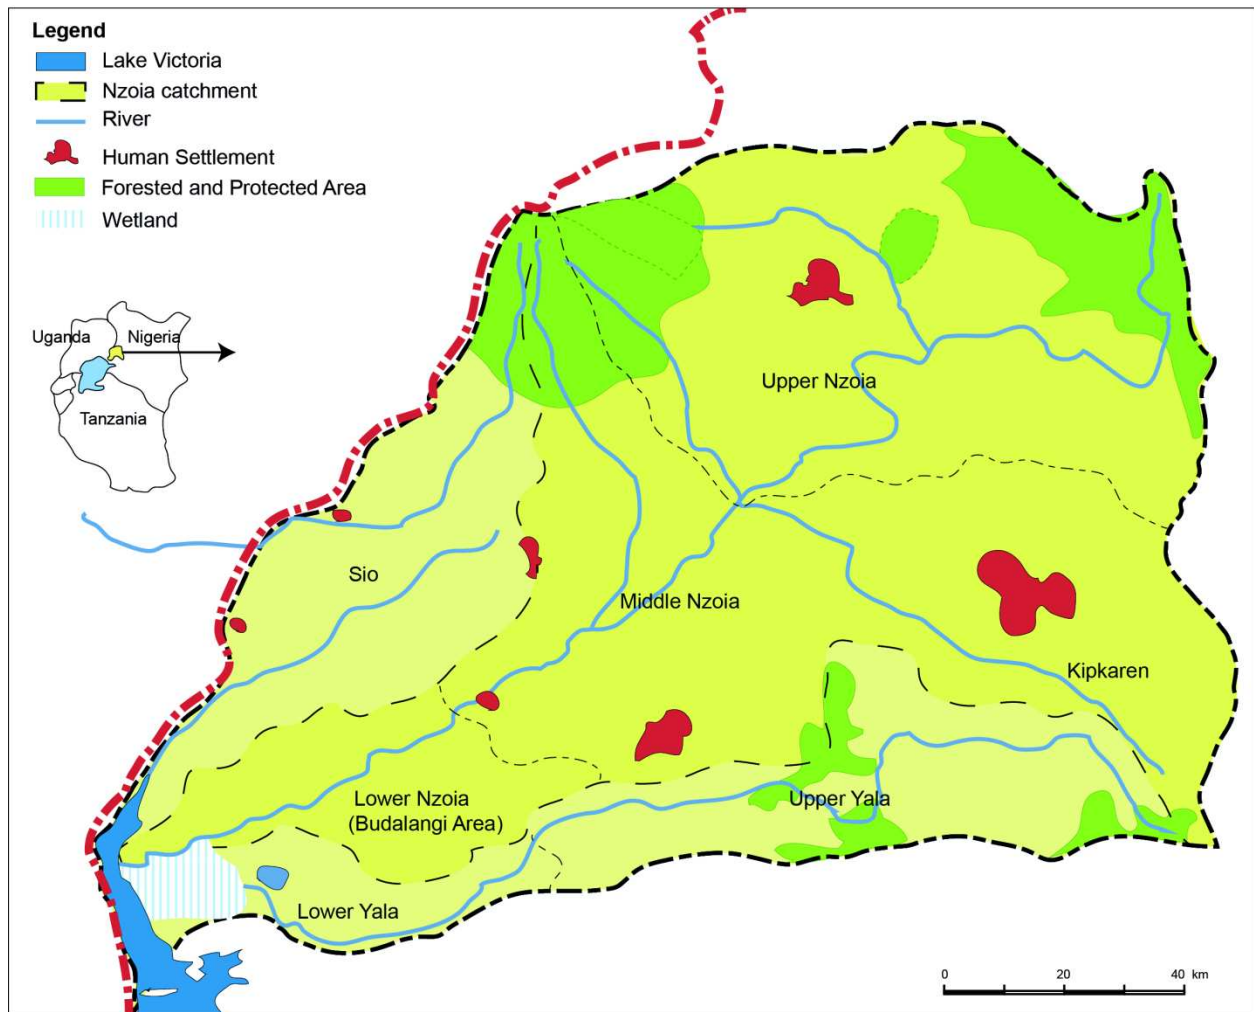 Legend
Lake Victoria
Nzoia catchment
River
Human Settlement
Forested and Protected Area
Wetland
Uganda
Nigeria
Tanzania
Upper Nzoia
Sio
Middle Nzoia
Kipkaren
Lower Nzoia
(Budalangi Area)
Upper Yala
Lower Yala
0 20 40 km